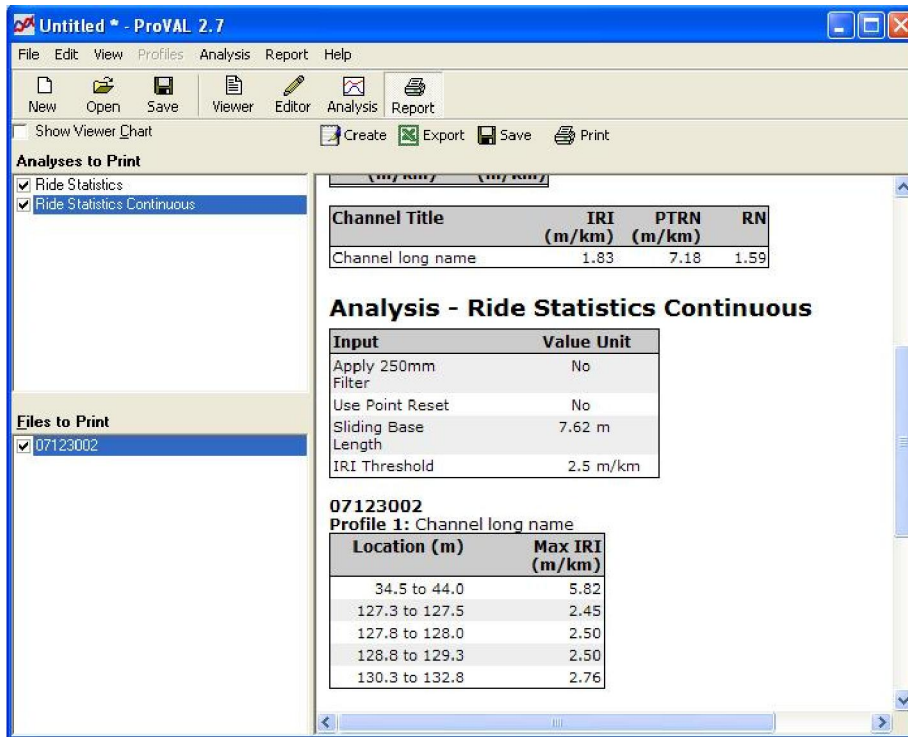 Untitled * - ProVAL 2.7
File Edit View Profiles Analysis Report Help
New Open Save Viewer Editor Analysis Report
Show Viewer Chart
Create Export Save Print
Analyses to Print
Ride Statistics
Ride Statistics Continuous
Files to Print
07123002
(m/km) (m/km)
Channel Title IRI PTRN RN
(m/km) (m/km)
Channel long name 1.83 7.18 1.59
Analysis - Ride Statistics Continuous
Input Value Unit
Apply 250mm No
Filter
Use Point Reset No
Sliding Base 7.62 m
Length
IRI Threshold 2.5 m/km
07123002
Profile 1: Channel long name
Location (m) Max IRI
(m/km)
34.5 to 44.0 5.82
127.3 to 127.5 2.45
127.8 to 128.0 2.50
128.8 to 129.3 2.50
130.3 to 132.8 2.76